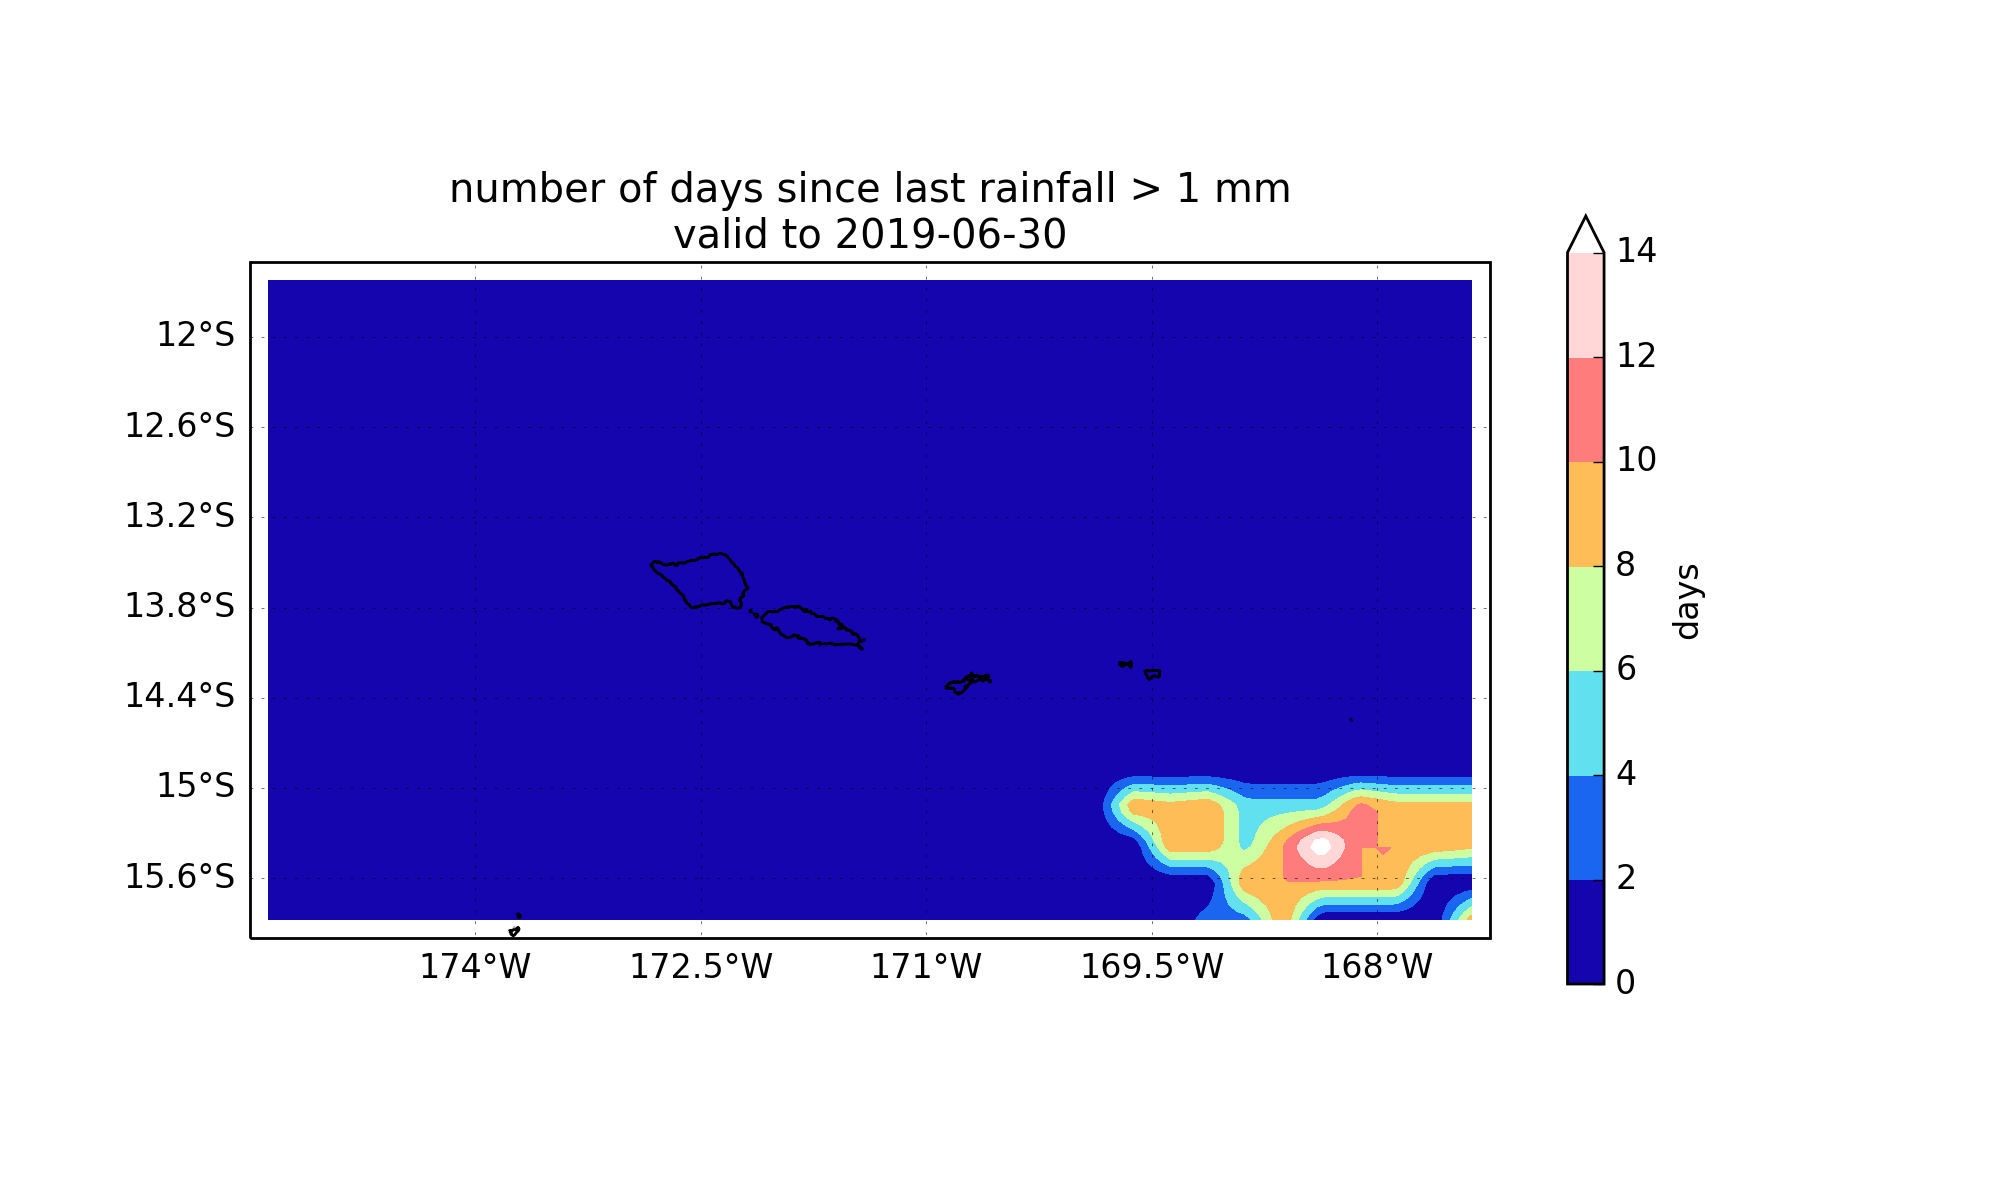 number of days since last rainfall > 1 mm
valid to 2019-06-30
12°S
12.6°S
13.2°S
13.8°S
14.4°S
15°S
15.6°S
174°W
172.5°W
171°W
169.5°W
168°W
14
12
10
8
6
4
2
0
days